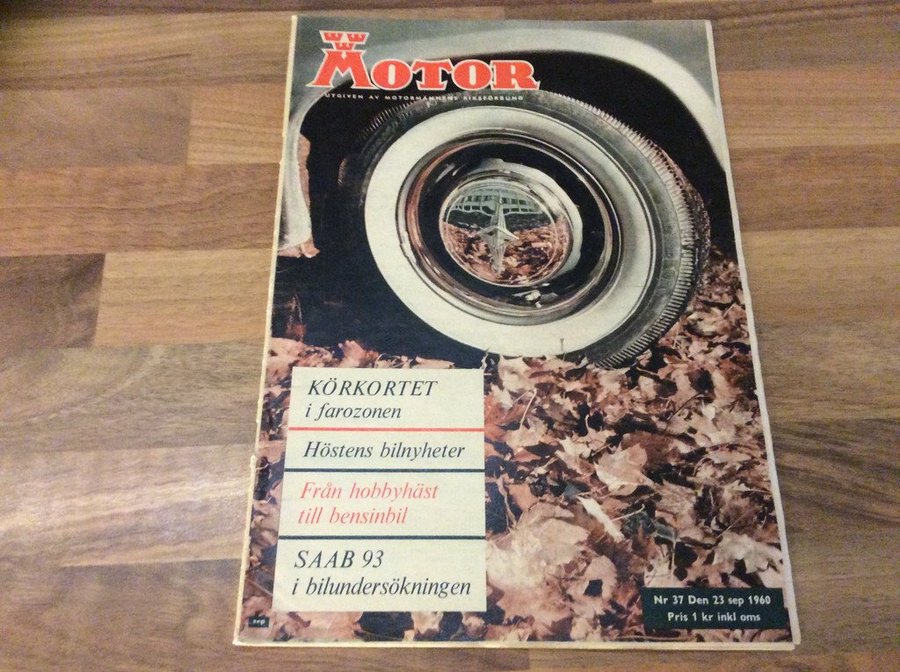 MOTOR
UTGIVEN AV MOTORMÄNNENS RIKSFÖRBUND
KÖRKORTET
i farozonen
Höstens bilnyheter
Från hobbyhäst
till bensinbil
SAAB 93
i bilundersökningen
Nr 37 Den 23 sep 1960
Pris 1 kr inkl oms